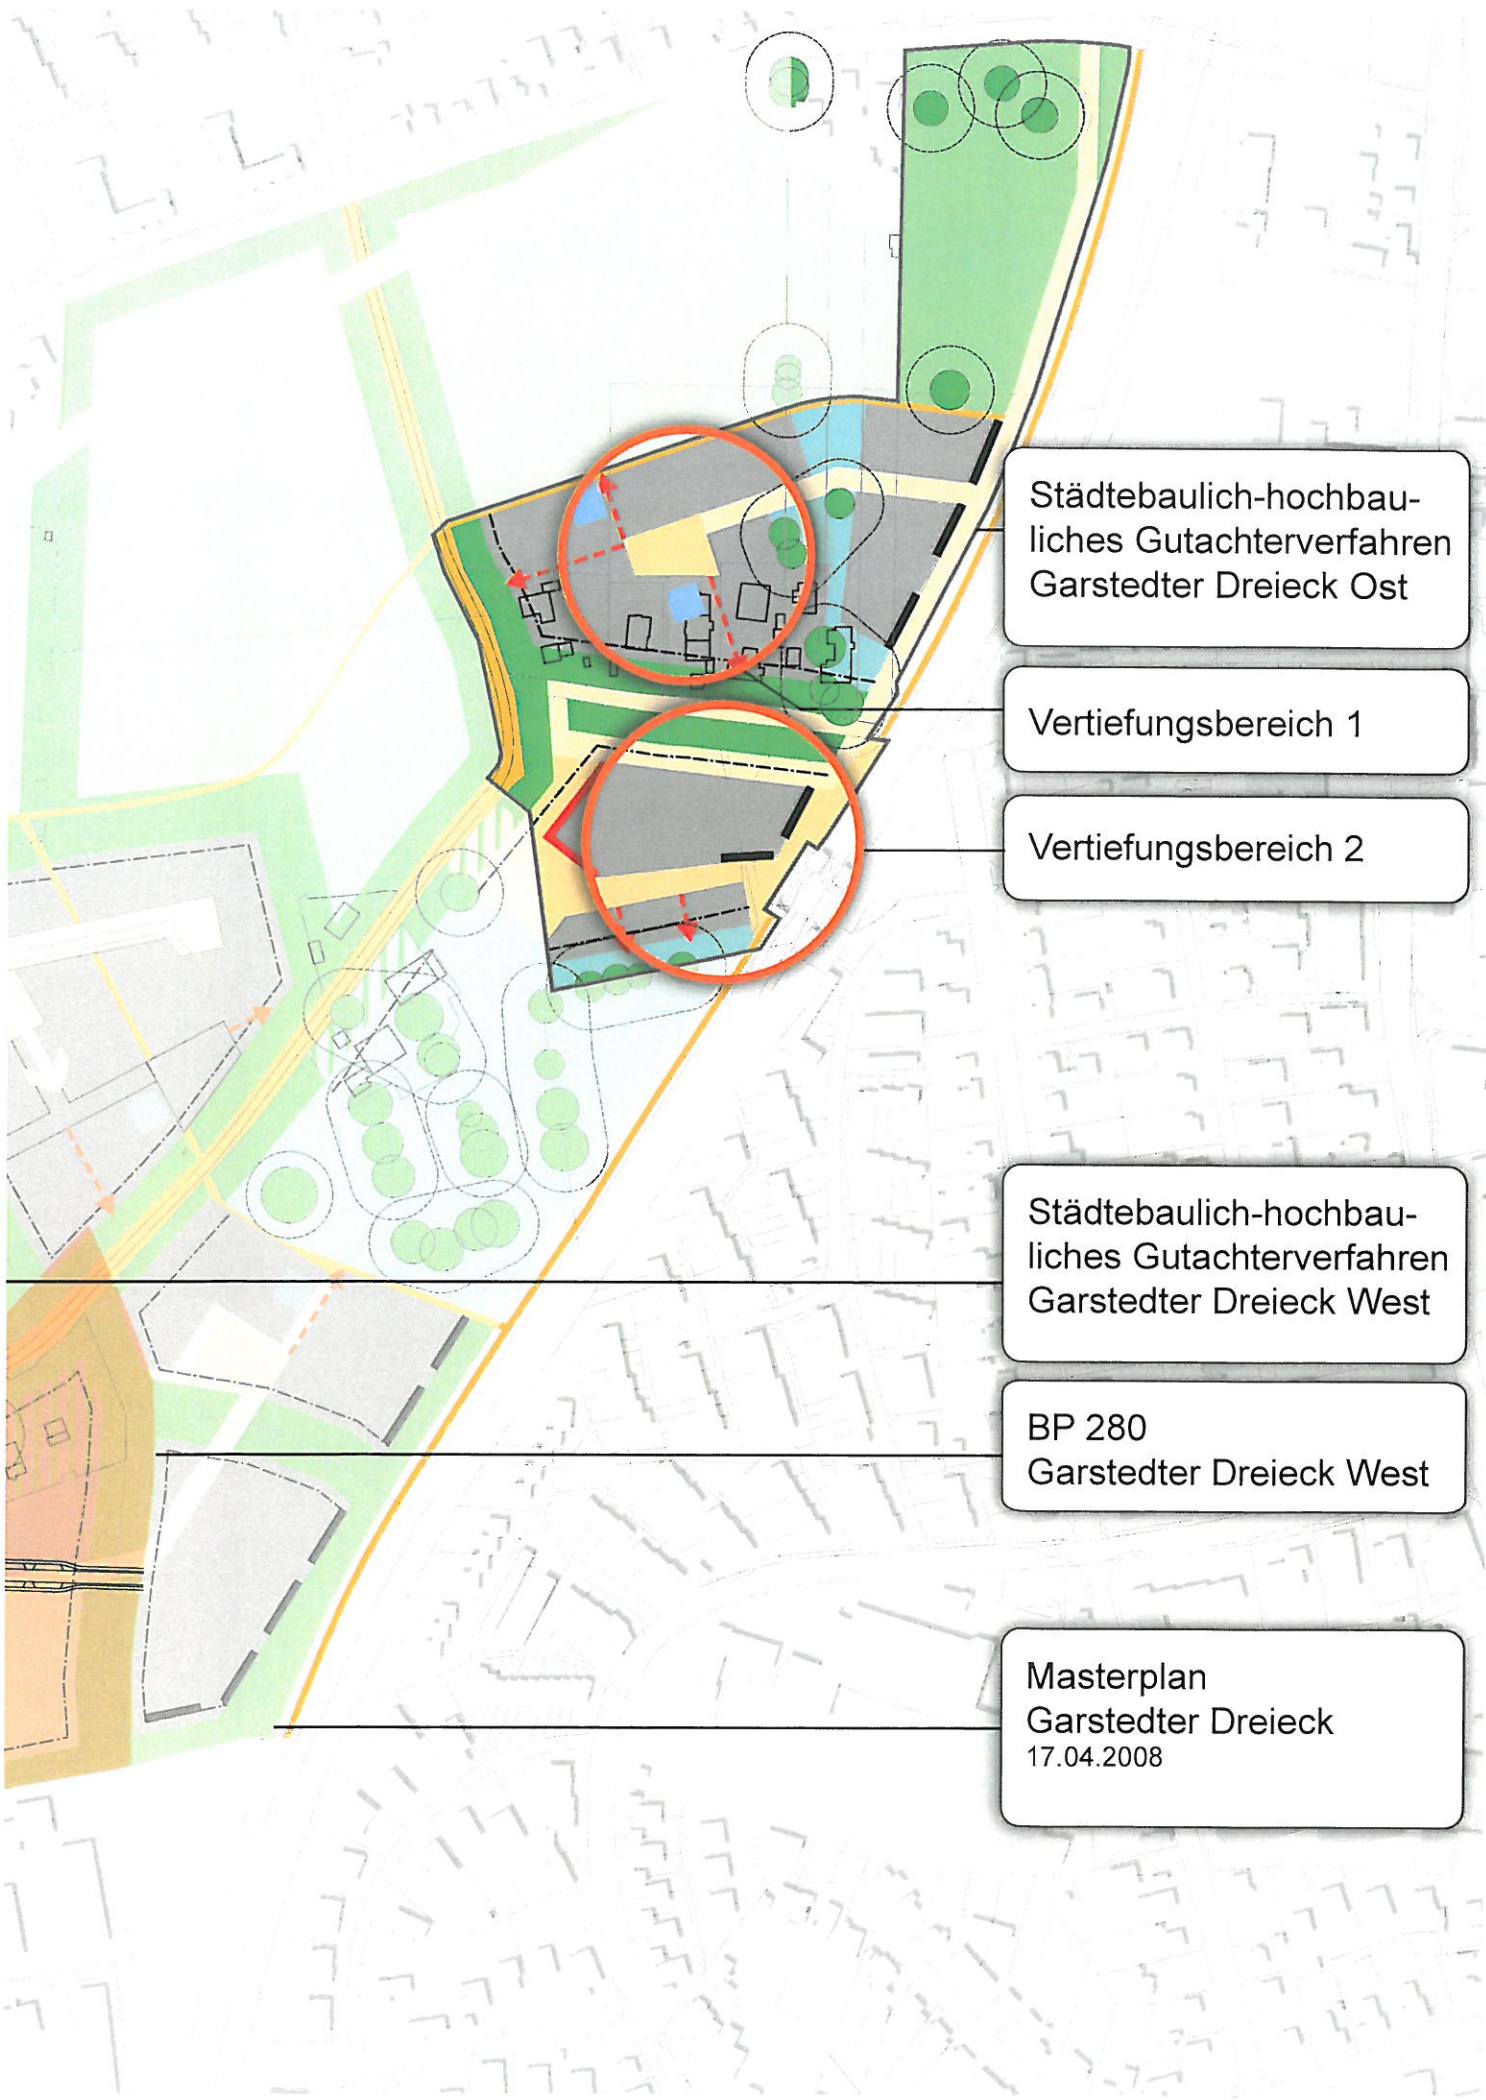 Städtebaulich-hochbau-
liches Gutachterverfahren
Garstedter Dreieck Ost
Vertiefungsbereich 1
Vertiefungsbereich 2
Städtebaulich-hochbau-
liches Gutachterverfahren
Garstedter Dreieck West
BP 280
Garstedter Dreieck West
Masterplan
Garstedter Dreieck
17.04.2008